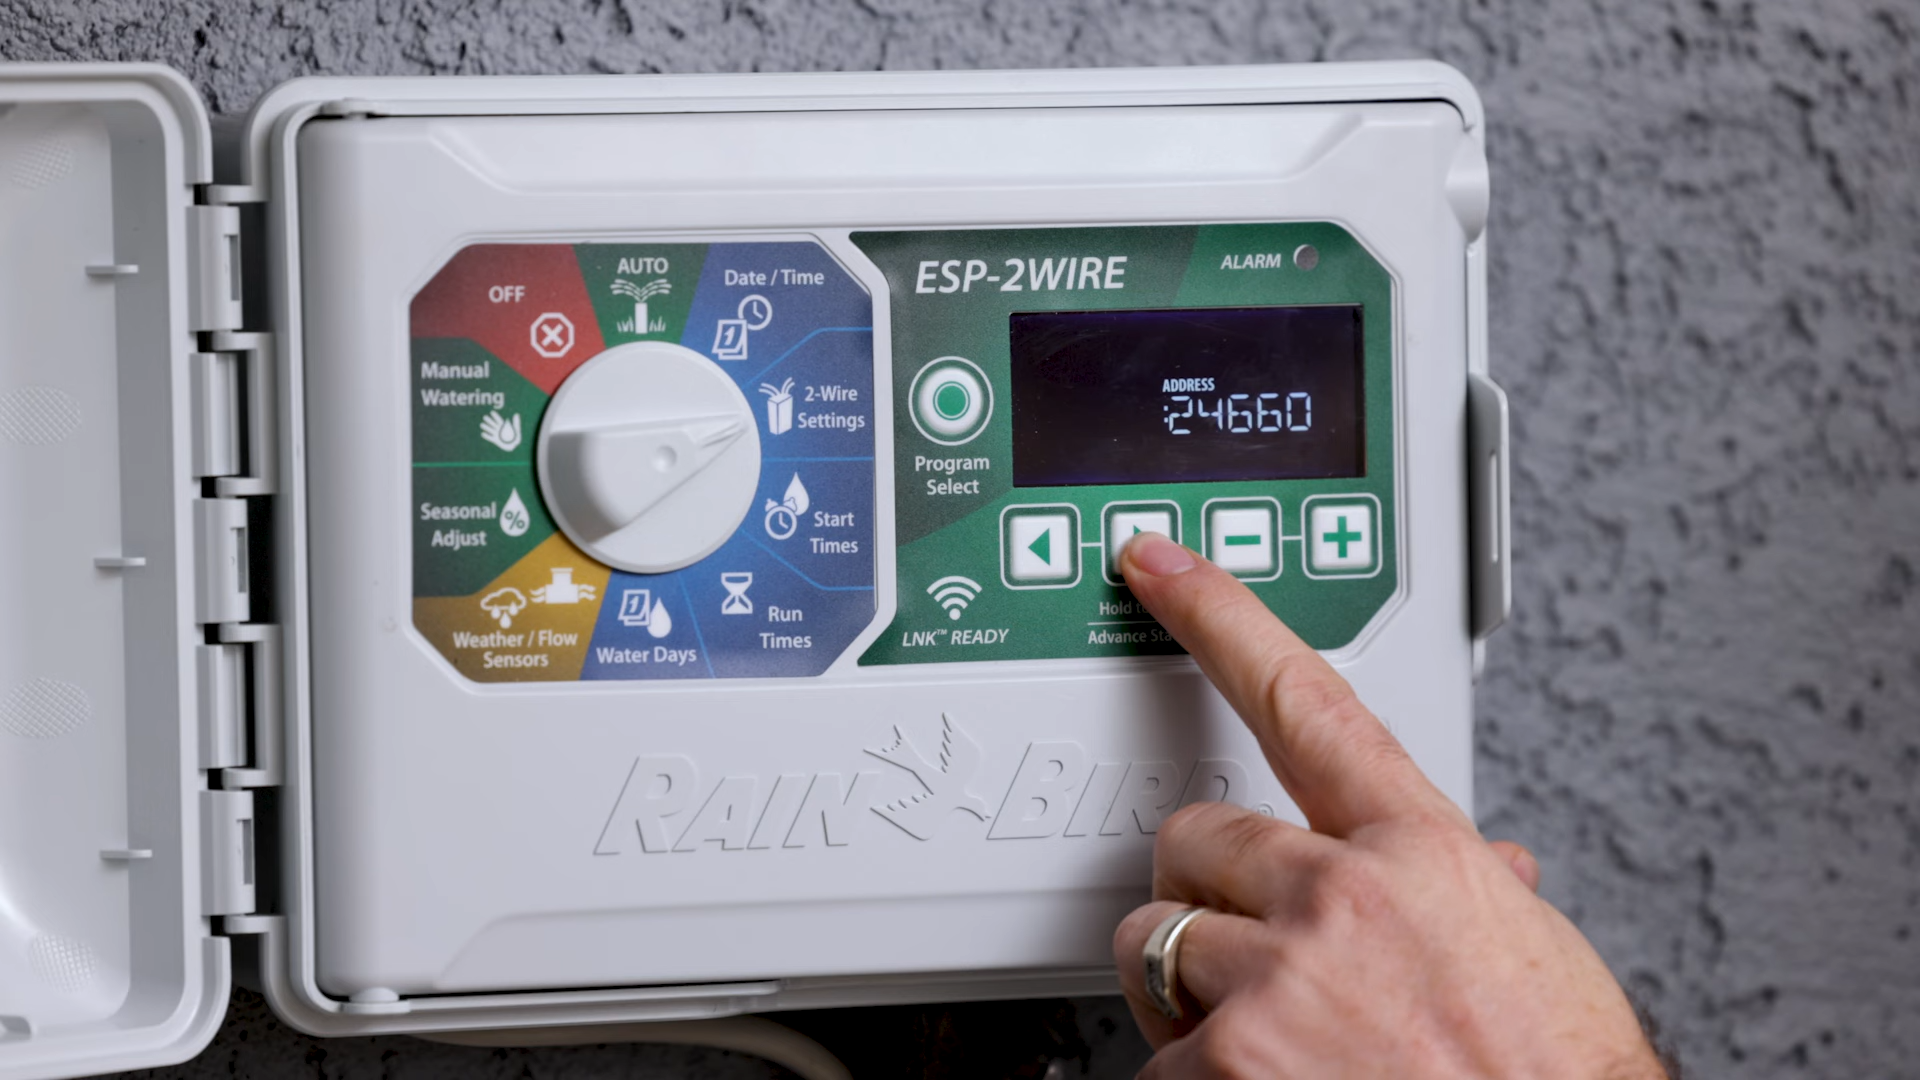 OFF
AUTO
Date / Time
Manual
Watering
2-Wire
Settings
Seasonal
Adjust
Start
Times
Weather / Flow
Sensors
Water Days
Run
Times
ESP-2WIRE
ALARM
ADDRESS
:24660
Program
Select
Hold
Advance
LNK™ READY
RAIN BIRD®